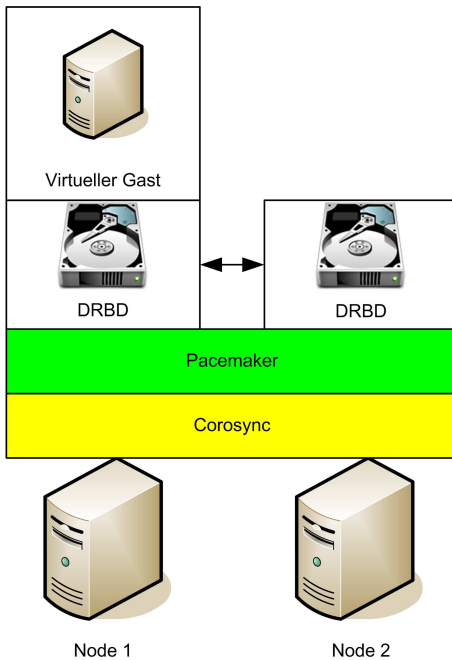 Virtueller Gast
DRBD
DRBD
Pacemaker
Corosync
Node 1
Node 2